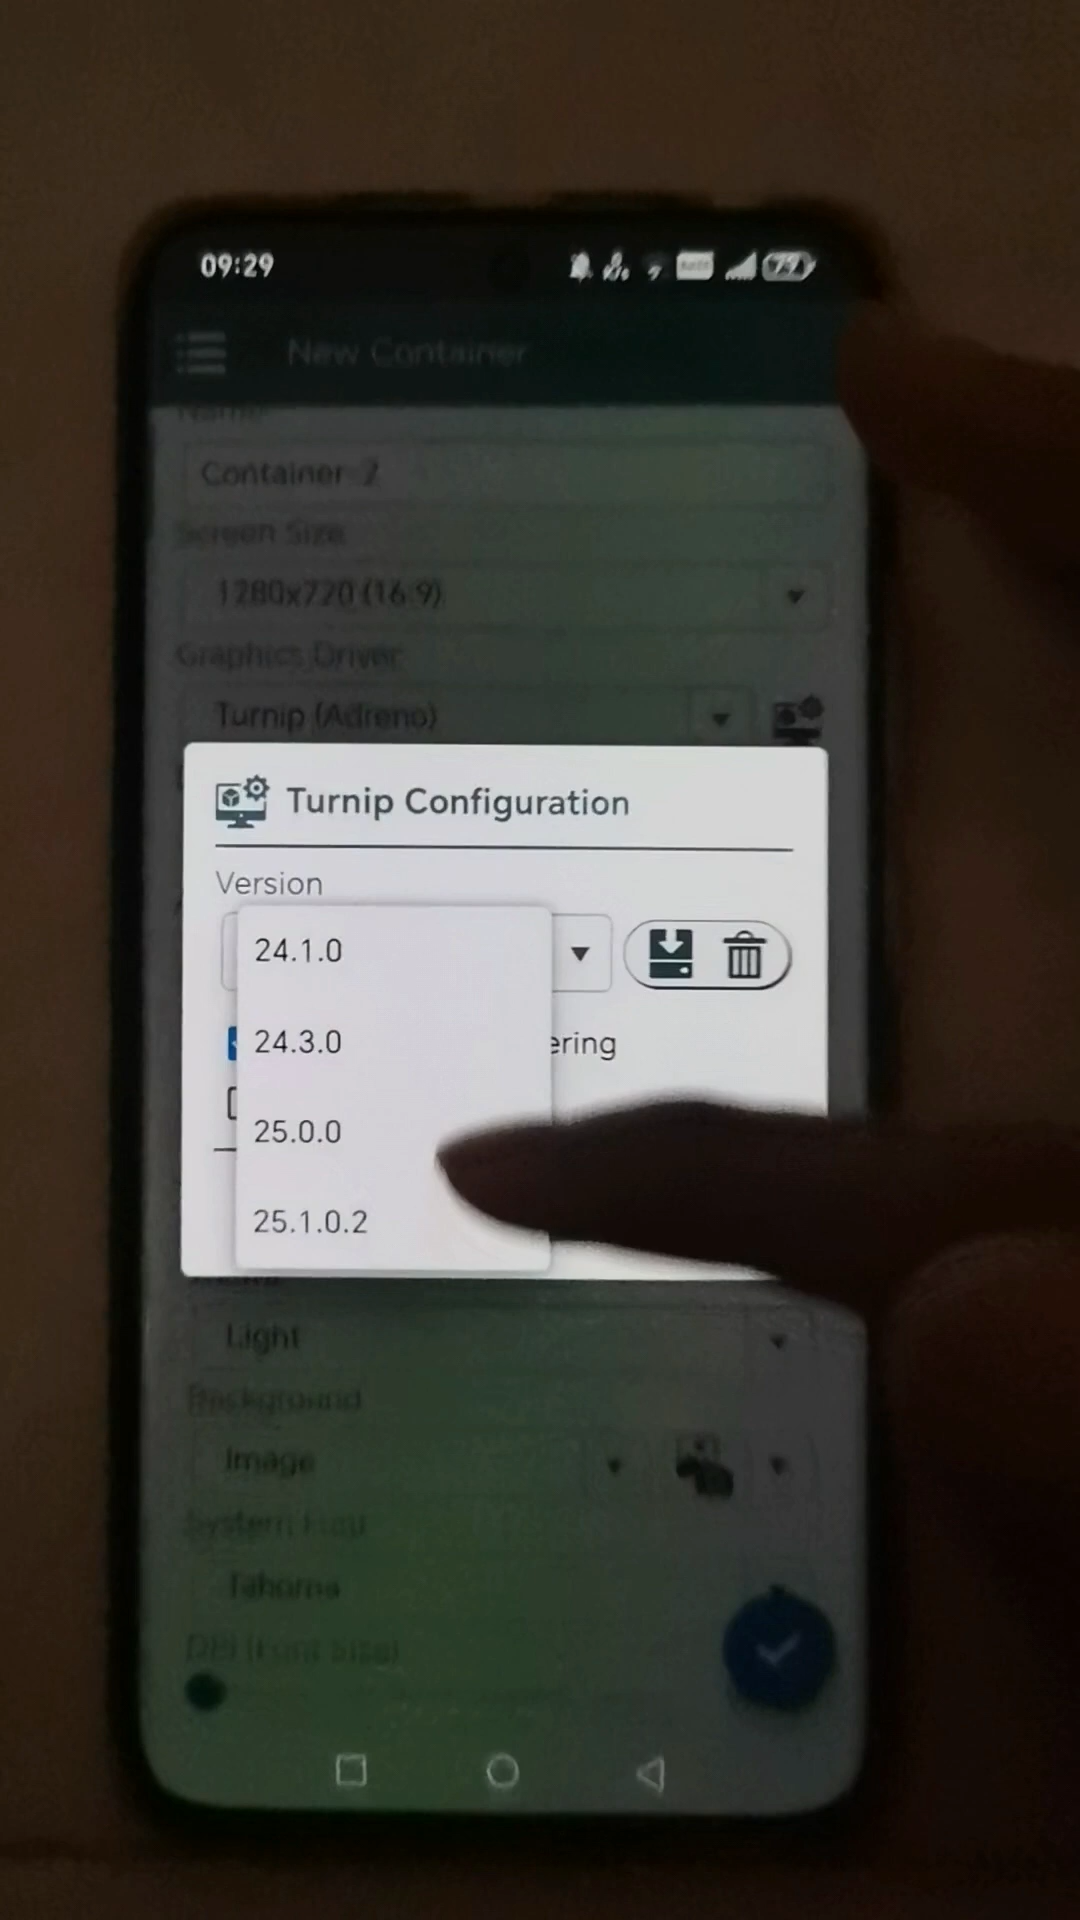 09:29
79
New Container
Name
Container-2
Screen Size
1280x720 (16:9)
Graphics Driver
Turnip (Adreno)
Turnip Configuration
Version
24.1.0
24.3.0
ering
25.0.0
25.1.0.2
Light
Background
Image
System Font
Tahoma
DPI (Font Size)